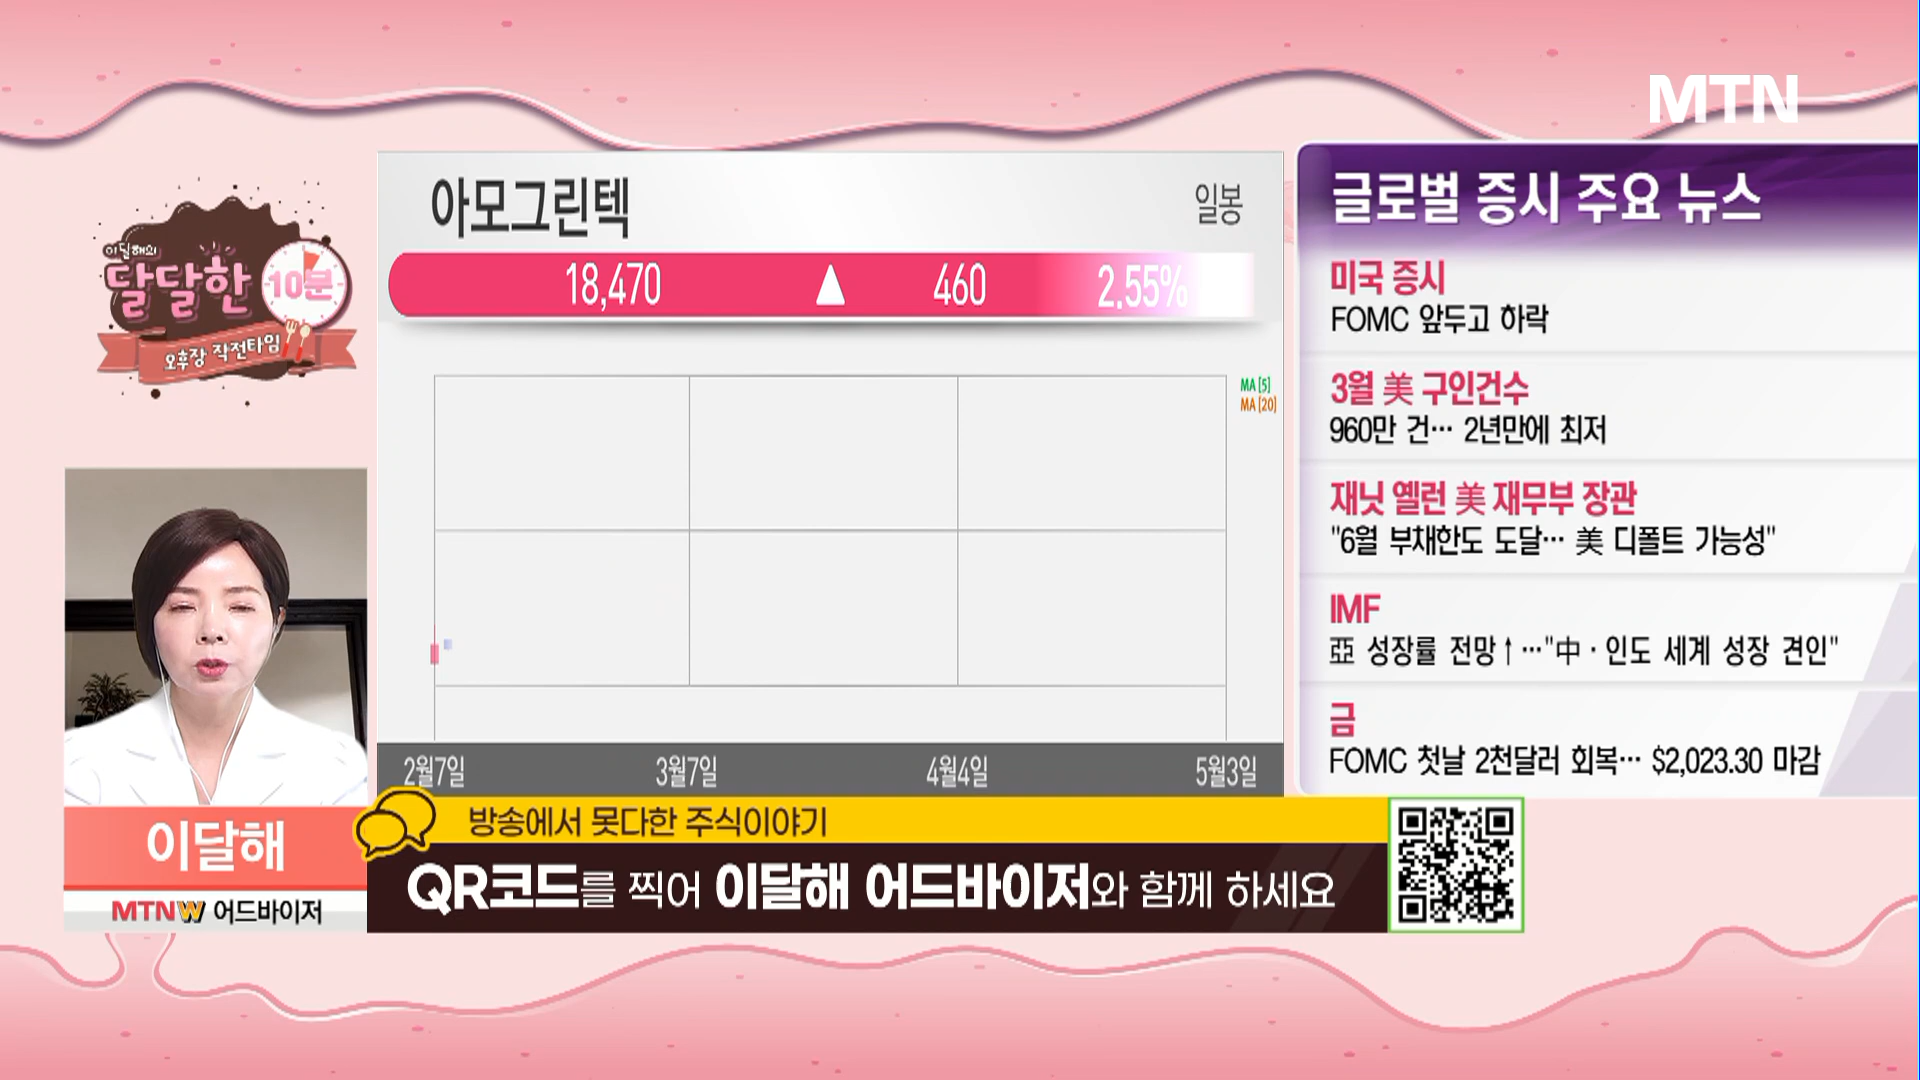 MTN
이달해의
달달한
10분
오후장 작전타임
아모그린텍
일봉
18,470 ▲ 460 2.55%
MA [5]
MA [20]
2월7일 3월7일 4월4일 5월3일
글로벌 증시 주요 뉴스
미국 증시
FOMC 앞두고 하락
3월 美 구인건수
960만 건… 2년만에 최저
재닛 옐런 美 재무부 장관
"6월 부채한도 도달… 美 디폴트 가능성"
IMF
亞 성장률 전망↑…"中·인도 세계 성장 견인"
금
FOMC 첫날 2천달러 회복… $2,023.30 마감
이달해
MTNW 어드바이저
방송에서 못다한 주식이야기
QR코드를 찍어 이달해 어드바이저와 함께 하세요